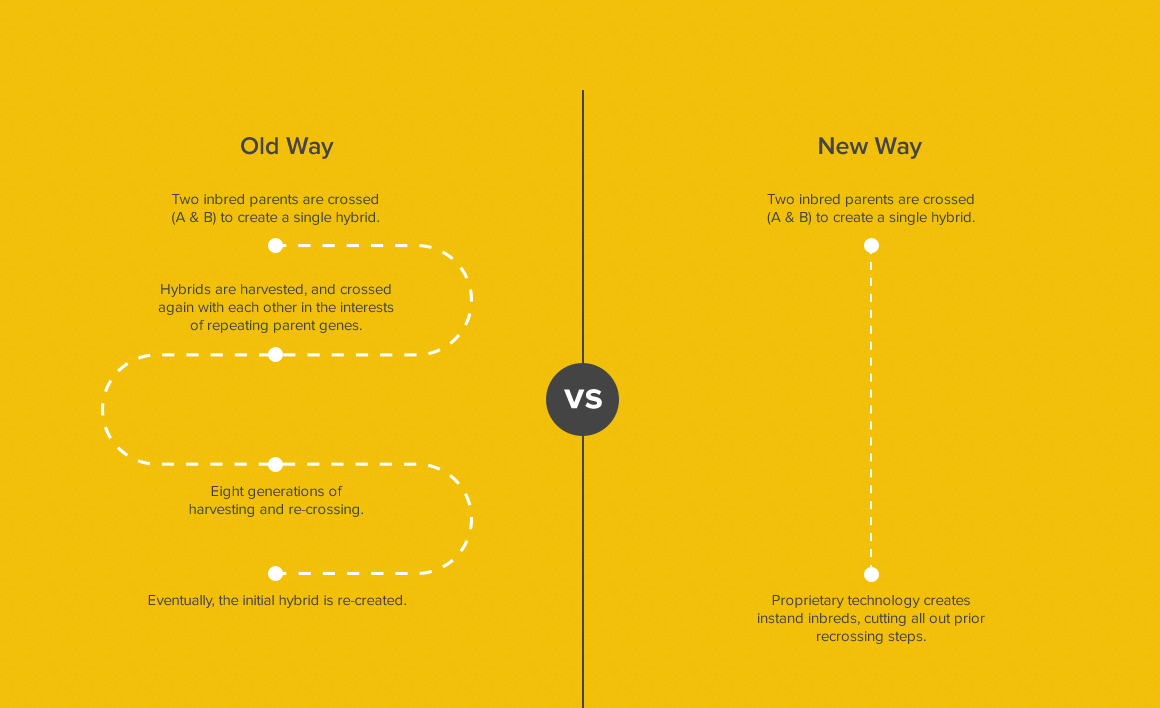 Old Way
Two inbred parents are crossed
(A & B) to create a single hybrid.
Hybrids are harvested, and crossed
again with each other in the interests
of repeating parent genes.
Eight generations of
harvesting and re-crossing.
Eventually, the initial hybrid is re-created.
VS
New Way
Two inbred parents are crossed
(A & B) to create a single hybrid.
Proprietary technology creates
instand inbreds, cutting all out prior
recrossing steps.